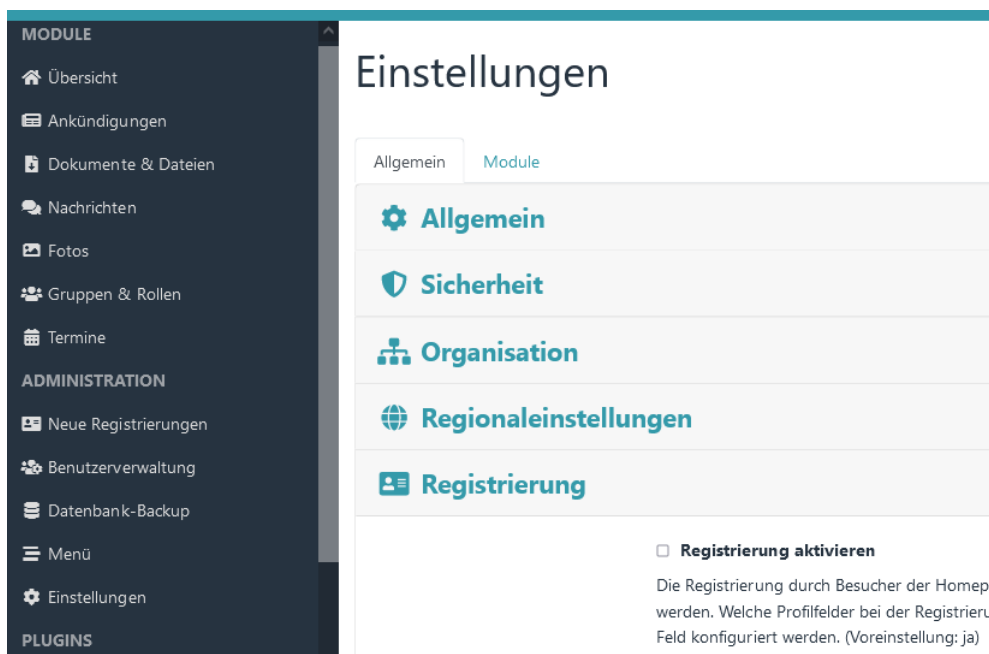 MODULE
Übersicht
Ankündigungen
Dokumente & Dateien
Nachrichten
Fotos
Gruppen & Rollen
Termine
ADMINISTRATION
Neue Registrierungen
Benutzerverwaltung
Datenbank-Backup
Menü
Einstellungen
PLUGINS
Einstellungen
Allgemein Module
Allgemein
Sicherheit
Organisation
Regionaleinstellungen
Registrierung
Registrierung aktivieren
Die Registrierung durch Besucher der Homep
werden. Welche Profilfelder bei der Registrieru
Feld konfiguriert werden. (Voreinstellung: ja)